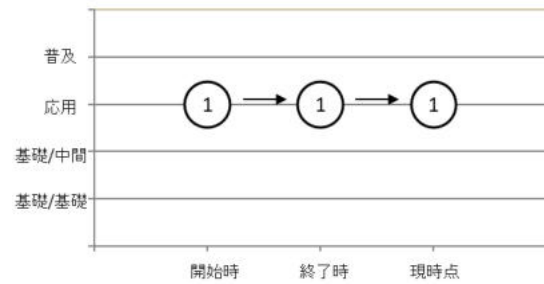 普及
応用
1 1 1
基礎/中間
基礎/基礎
開始時 終了時 現時点